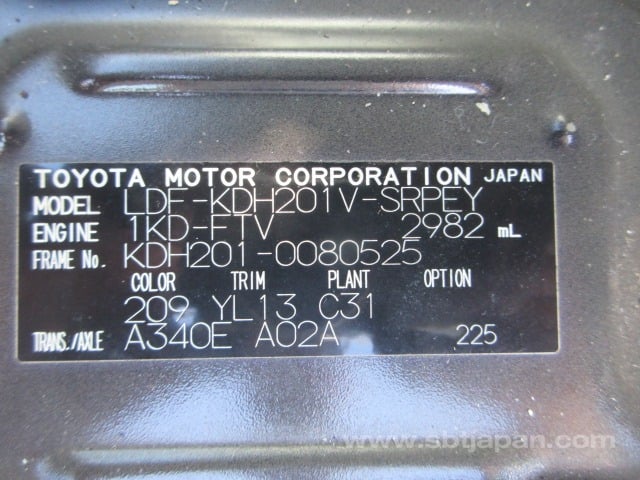 TOYOTA MOTOR CORPORATION JAPAN
MODEL LDF-KDH201V-SRPEY
ENGINE 1KD-FTV 2982 mL
FRAME No. KDH201-0080525
COLOR TRIM PLANT OPTION
209 YL13 C31
TRANS./AXLE A340E A02A 225
www.sbtjapan.com